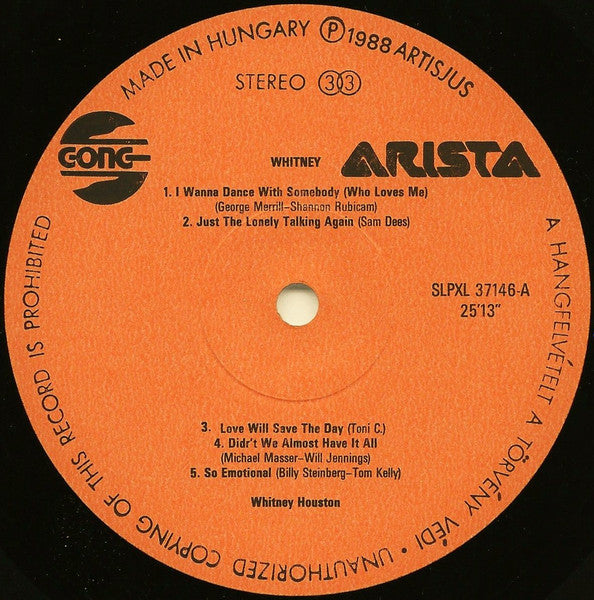 MADE IN HUNGARY Ⓟ 1988 ARTISJUS
STEREO 33
GONG
WHITNEY
ARISTA
1. I Wanna Dance With Somebody (Who Loves Me)
(George Merrill–Shannon Rubicam)
2. Just The Lonely Talking Again (Sam Dees)
SLPXL 37146-A
25'13"
3. Love Will Save The Day (Toni C.)
4. Didr't We Almost Have It All
(Michael Masser–Will Jennings)
5. So Emotional (Billy Steinberg–Tom Kelly)
Whitney Houston
A HANGFELVÉTELT A TÖRVÉNY VÉDI • UNAUTHORIZED COPYING OF THIS RECORD IS PROHIBITED